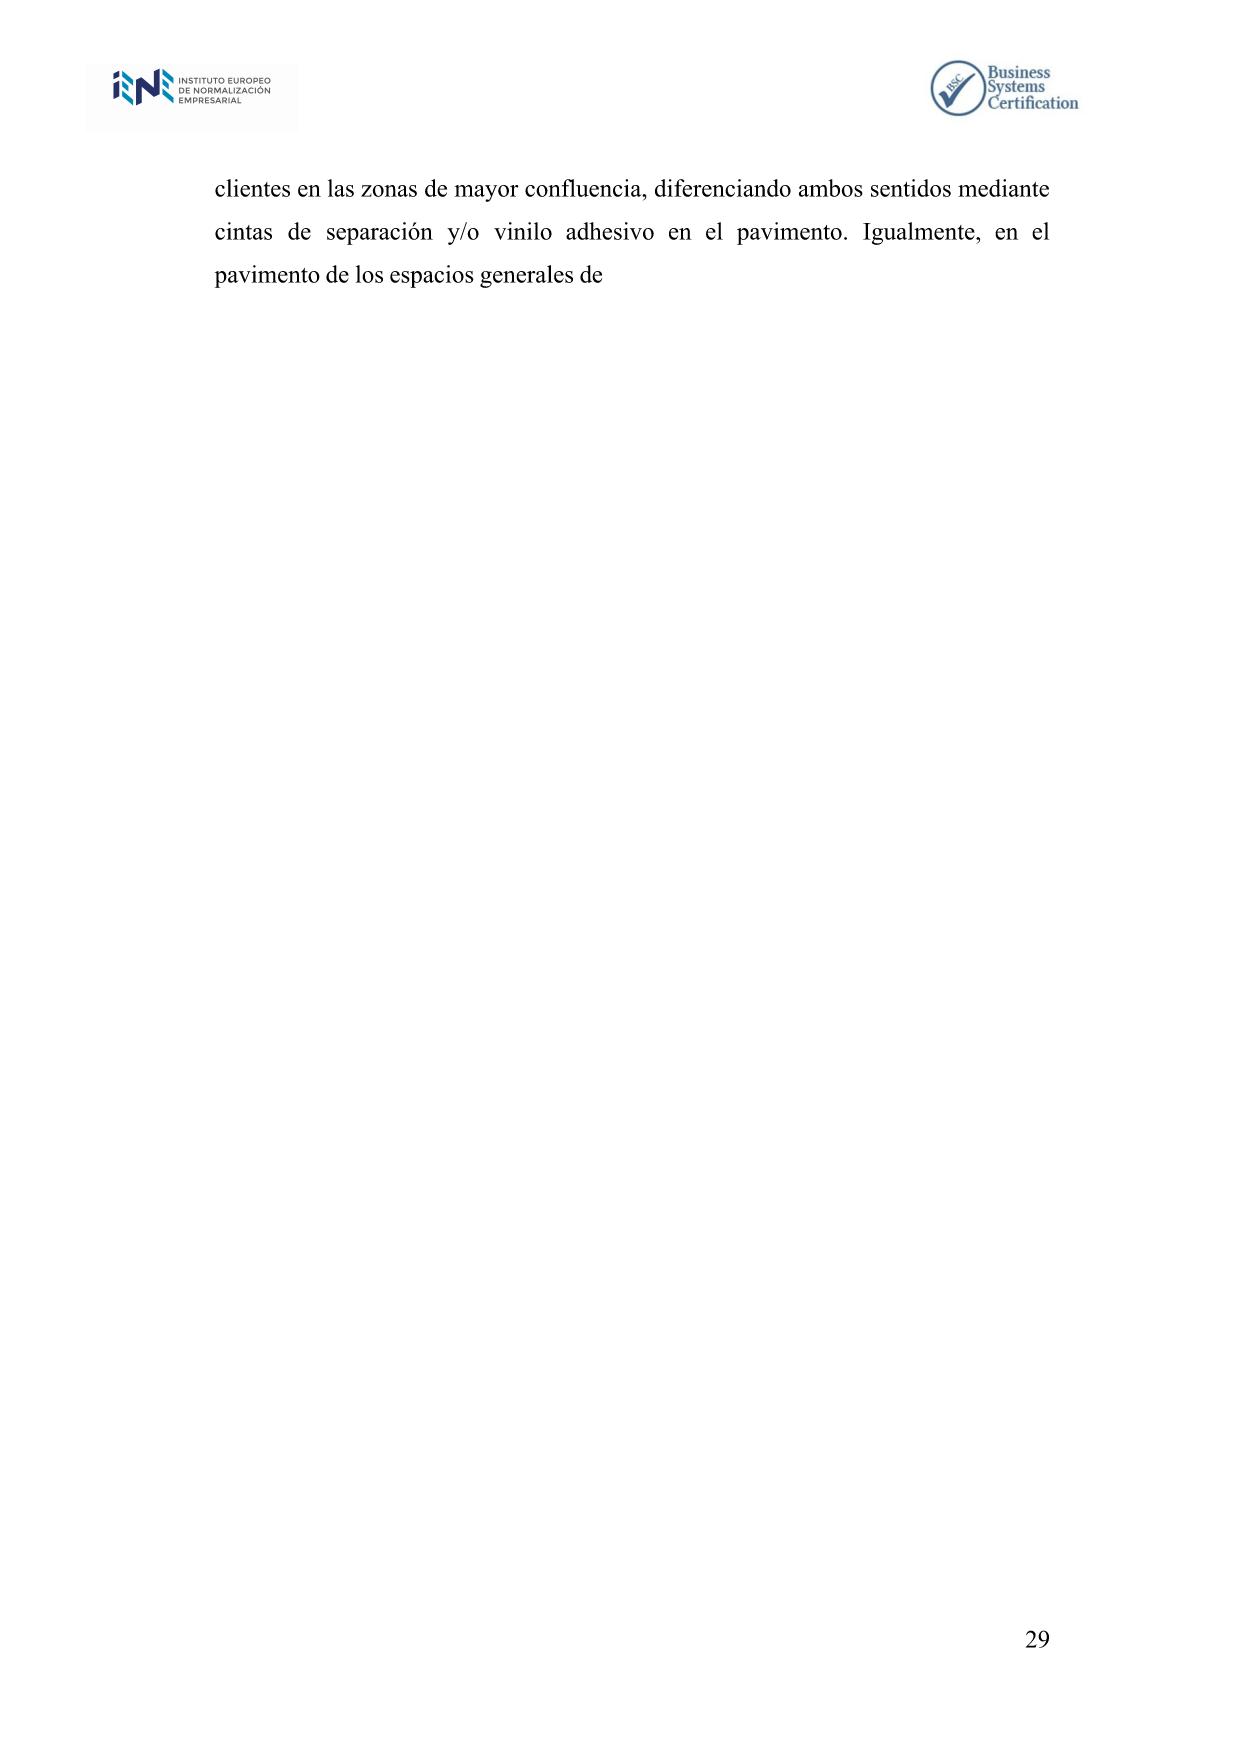 iENE INSTITUTO EUROPEO
DE NORMALIZACIÓN
EMPRESARIAL
BSC Business
Systems
Certification
clientes en las zonas de mayor confluencia, diferenciando ambos sentidos mediante
cintas de separación y/o vinilo adhesivo en el pavimento. Igualmente, en el
pavimento de los espacios generales de
29